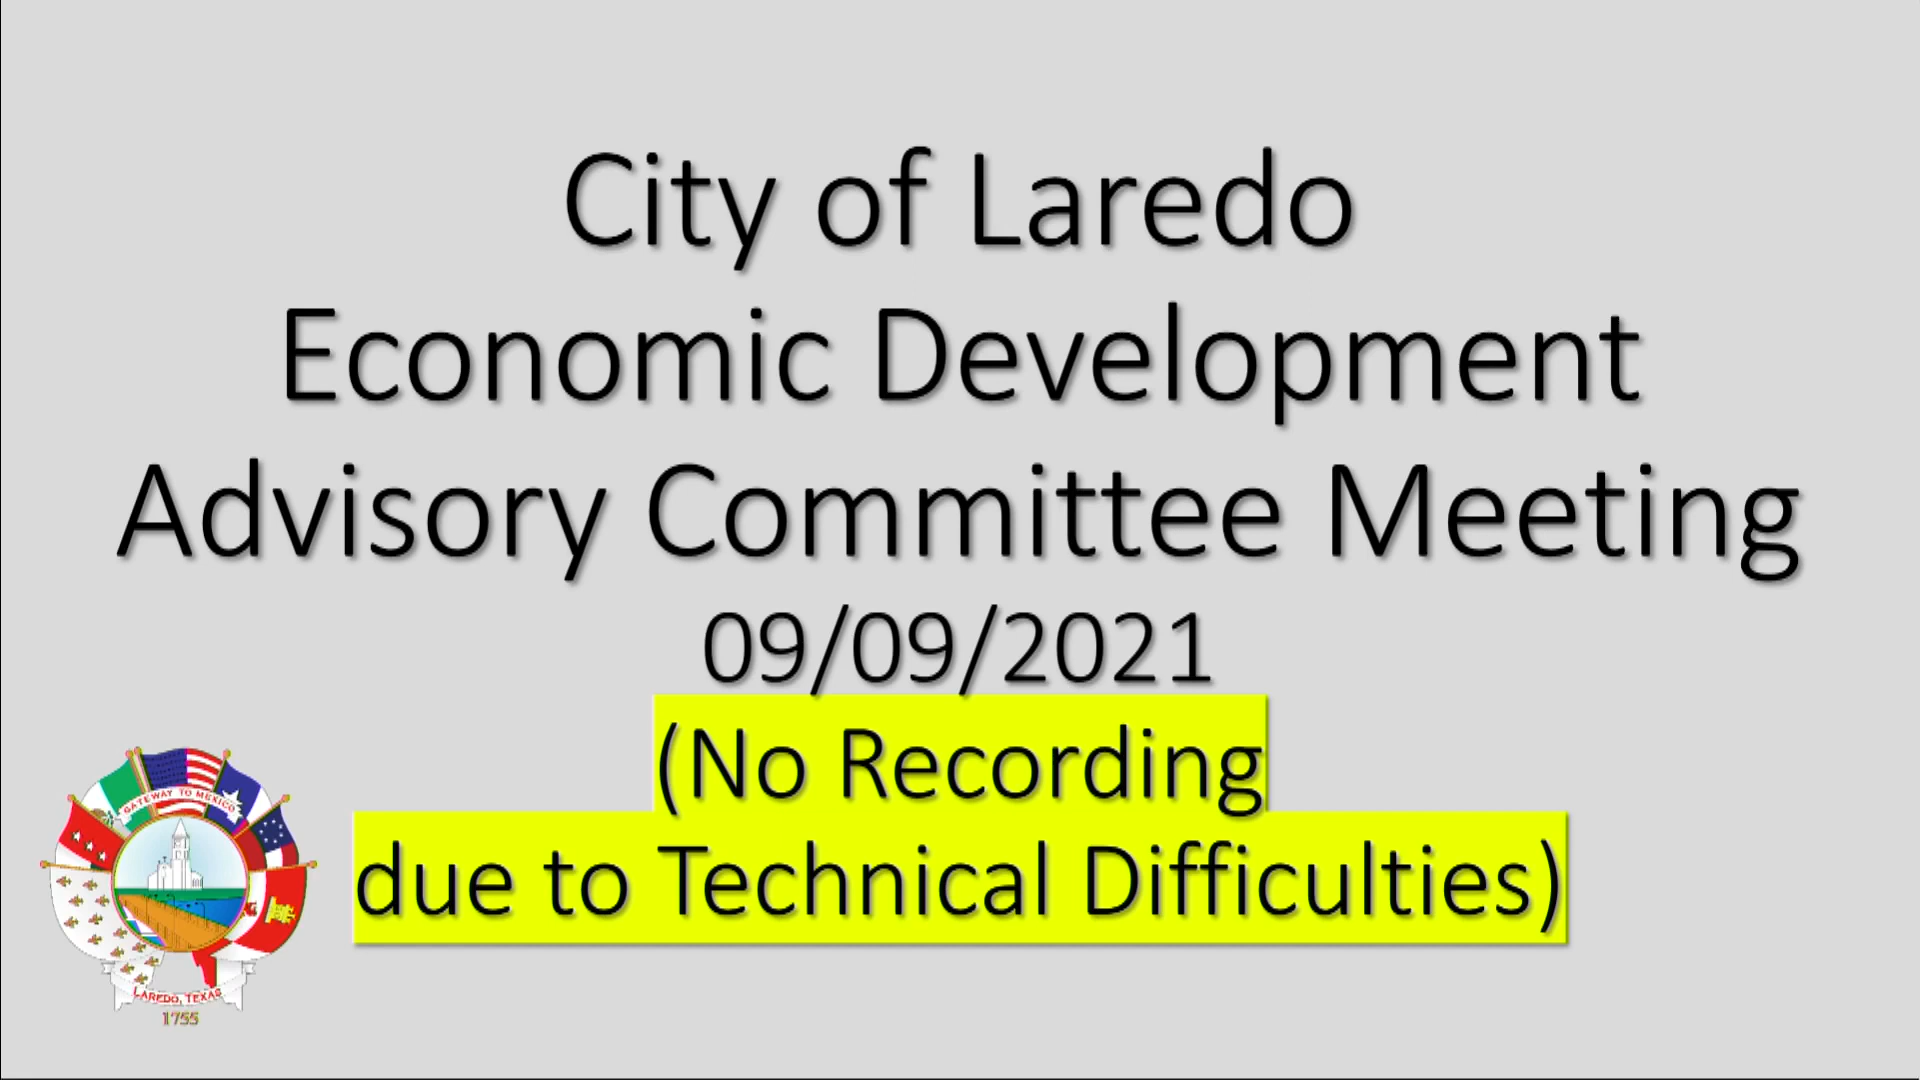 City of Laredo
Economic Development
Advisory Committee Meeting
09/09/2021
(No Recording
due to Technical Difficulties)
GATEWAY TO MEXICO
LAREDO, TEXAS
1755